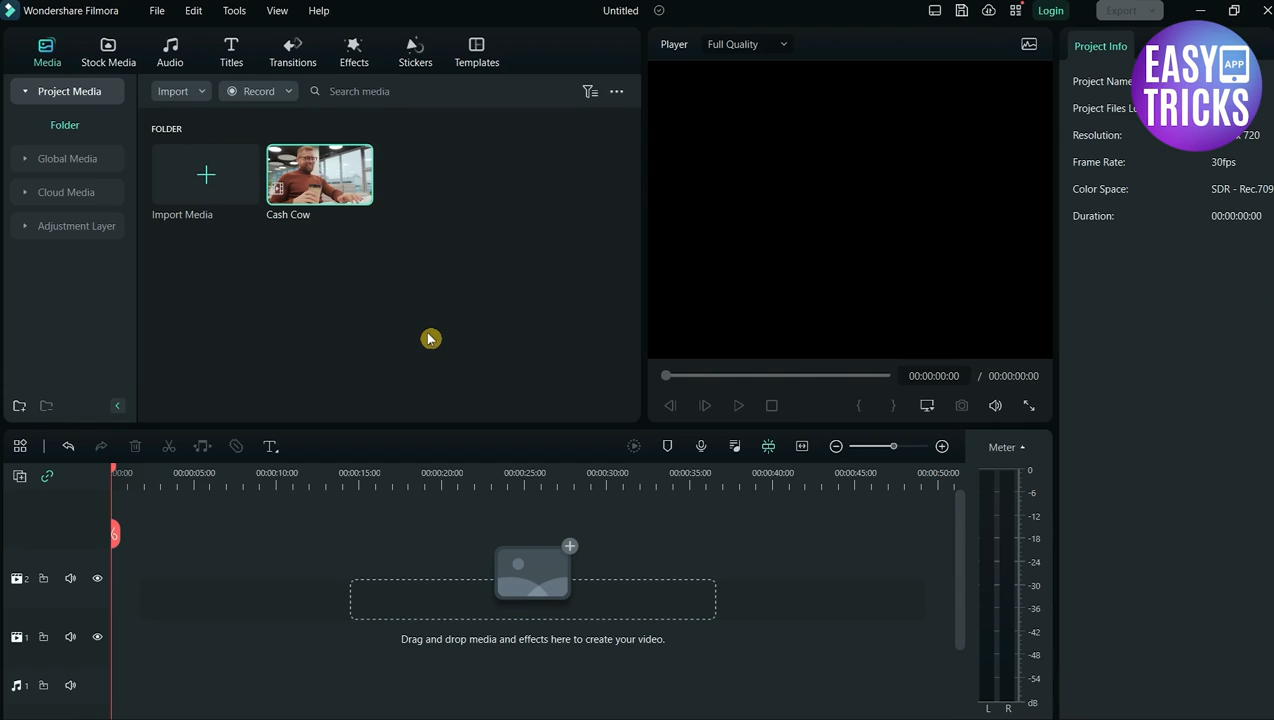 Wondershare Filmora
File
Edit
Tools
View
Help
Untitled
Login
Export
Media
Stock Media
Audio
Titles
Transitions
Effects
Stickers
Templates
Player
Full Quality
Project Info
EASY
APP
TRICKS
Project Media
Import
Record
Search media
Folder
FOLDER
Global Media
Cloud Media
Adjustment Layer
Import Media
Cash Cow
Project Name
Project Files Lo
Resolution:
x 720
Frame Rate:
30fps
Color Space:
SDR - Rec.709
Duration:
00:00:00:00
00:00:00:00
/
00:00:00:00
Meter
:00:00
00:00:05:00
00:00:10:00
00:00:15:00
00:00:20:00
00:00:25:00
00:00:30:00
00:00:35:00
00:00:40:00
00:00:45:00
00:00:50:00
2
1
1
Drag and drop media and effects here to create your video.
0
-6
-12
-18
-24
-30
-36
-42
-48
-54
dB
L R